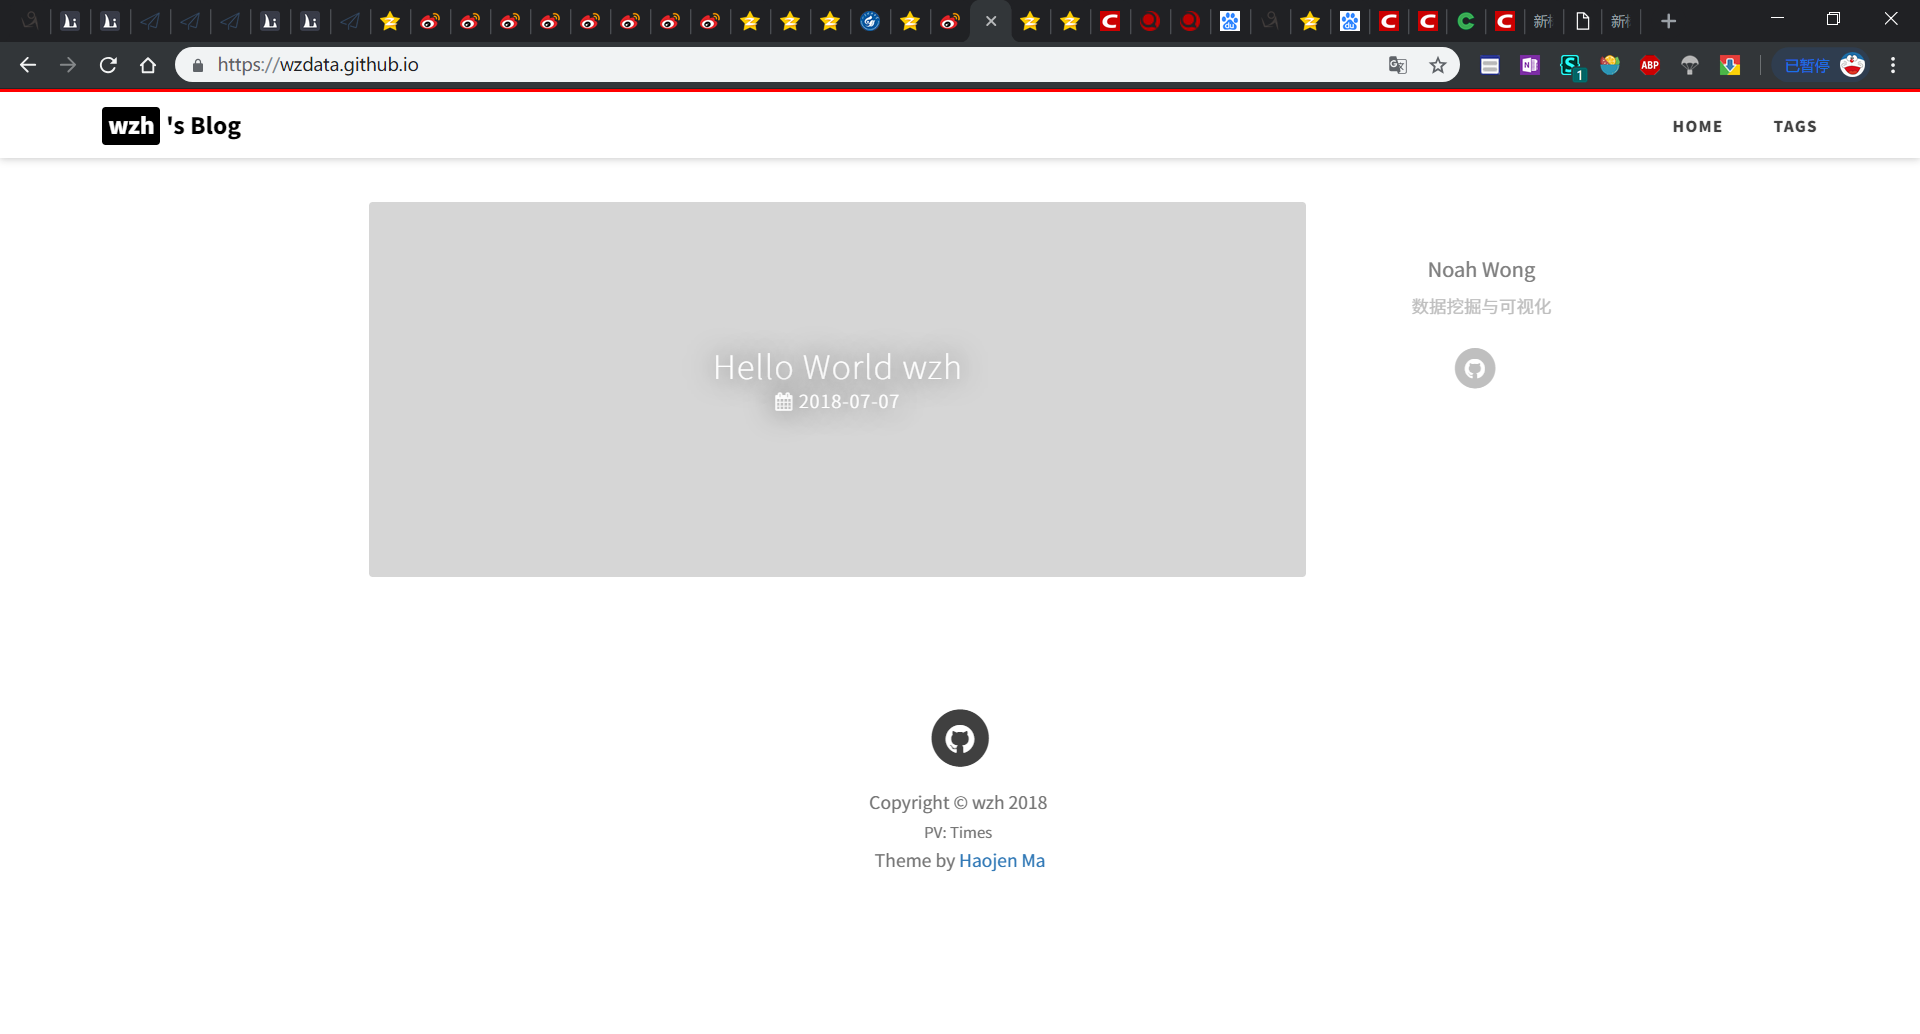 新
新
https://wzdata.github.io
1
ABP
已暂停
wzh 's Blog
HOME
TAGS
Hello World wzh
2018-07-07
Noah Wong
数据挖掘与可视化
Copyright © wzh 2018
PV: Times
Theme by Haojen Ma